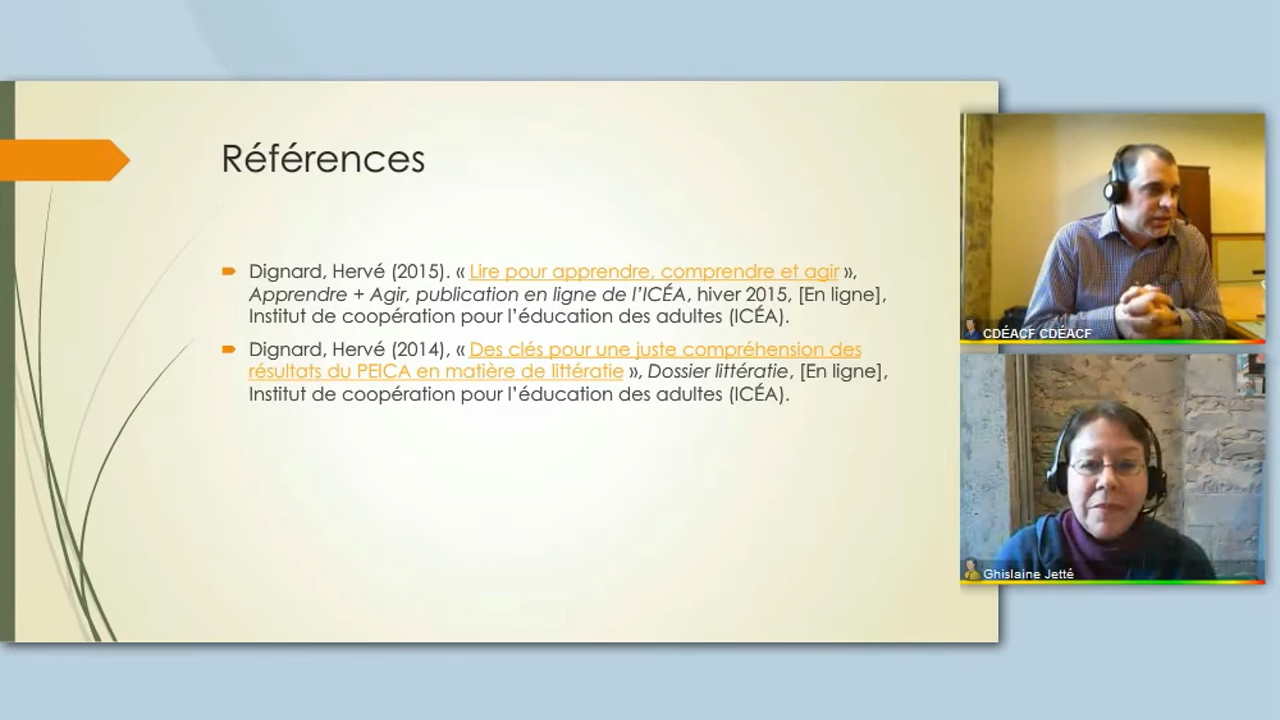 Références
Dignard, Hervé (2015). « Lire pour apprendre, comprendre et agir »,
Apprendre + Agir, publication en ligne de l’ICÉA, hiver 2015, [En ligne],
Institut de coopération pour l’éducation des adultes (ICÉA).
Dignard, Hervé (2014), « Des clés pour une juste compréhension des
résultats du PEICA en matière de littératie », Dossier littératie, [En ligne],
Institut de coopération pour l’éducation des adultes (ICÉA).
CDÉACF CDÉACF
Ghislaine Jetté